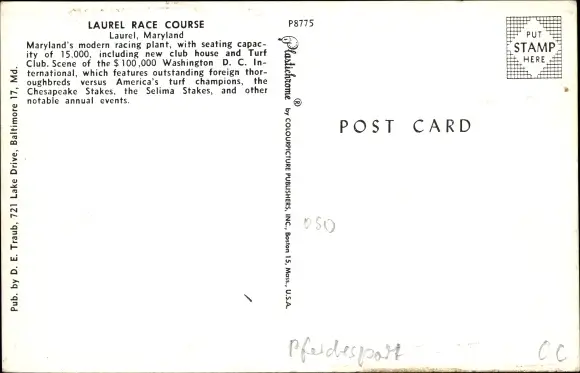 LAUREL RACE COURSE
Laurel, Maryland
Maryland's modern racing plant, with seating capac-
ity of 15,000, including new club house and Turf
Club. Scene of the $100,000 Washington D. C. In-
ternational, which features outstanding foreign thor-
oughbreds versus America's turf champions, the
Chesapeake Stakes, the Selima Stakes, and other
notable annual events.
Pub. by D. E. Traub, 721 Lake Drive, Baltimore 17, Md.
P8775
Plastichrome ® by COLOURPICTURE PUBLISHERS, INC., Boston 15, Mass., U.S.A.
PUT
STAMP
HERE
POST CARD
Pferdesport
CC